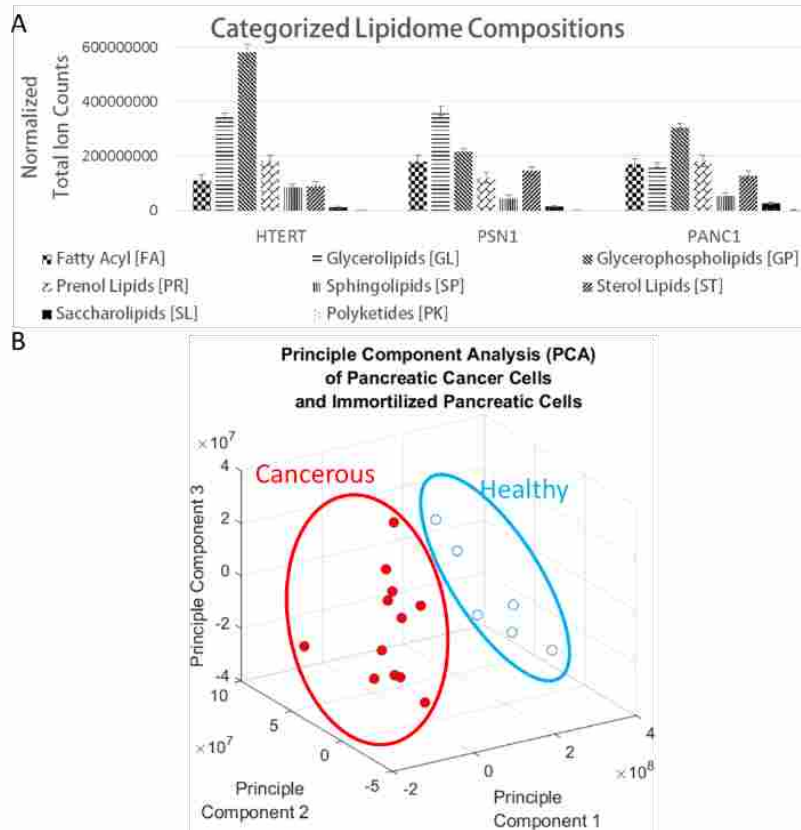 A
Categorized Lipidome Compositions
Normalized
Total Ion Counts
600000000
400000000
200000000
0
HTERT PSN1 PANC1
Fatty Acyl [FA] Glycerolipids [GL] Glycerophospholipids [GP]
Prenol Lipids [PR] Sphingolipids [SP] Sterol Lipids [ST]
Saccharolipids [SL] Polyketides [PK]
B
Principle Component Analysis (PCA)
of Pancreatic Cancer Cells
and Immortilized Pancreatic Cells
×10⁷
Cancerous
Healthy
Principle Component 3
4
2
0
-2
-4
10
5
0
-5
×10⁷
Principle
Component 2
-2
0
2
4
×10⁸
Principle
Component 1